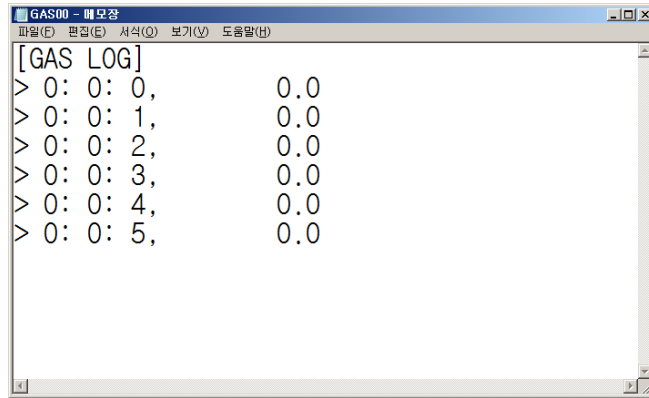 GAS00 - 메모장
파일(F) 편집(E) 서식(O) 보기(V) 도움말(H)
[GAS LOG]
> 0: 0: 0, 0.0
> 0: 0: 1, 0.0
> 0: 0: 2, 0.0
> 0: 0: 3, 0.0
> 0: 0: 4, 0.0
> 0: 0: 5, 0.0